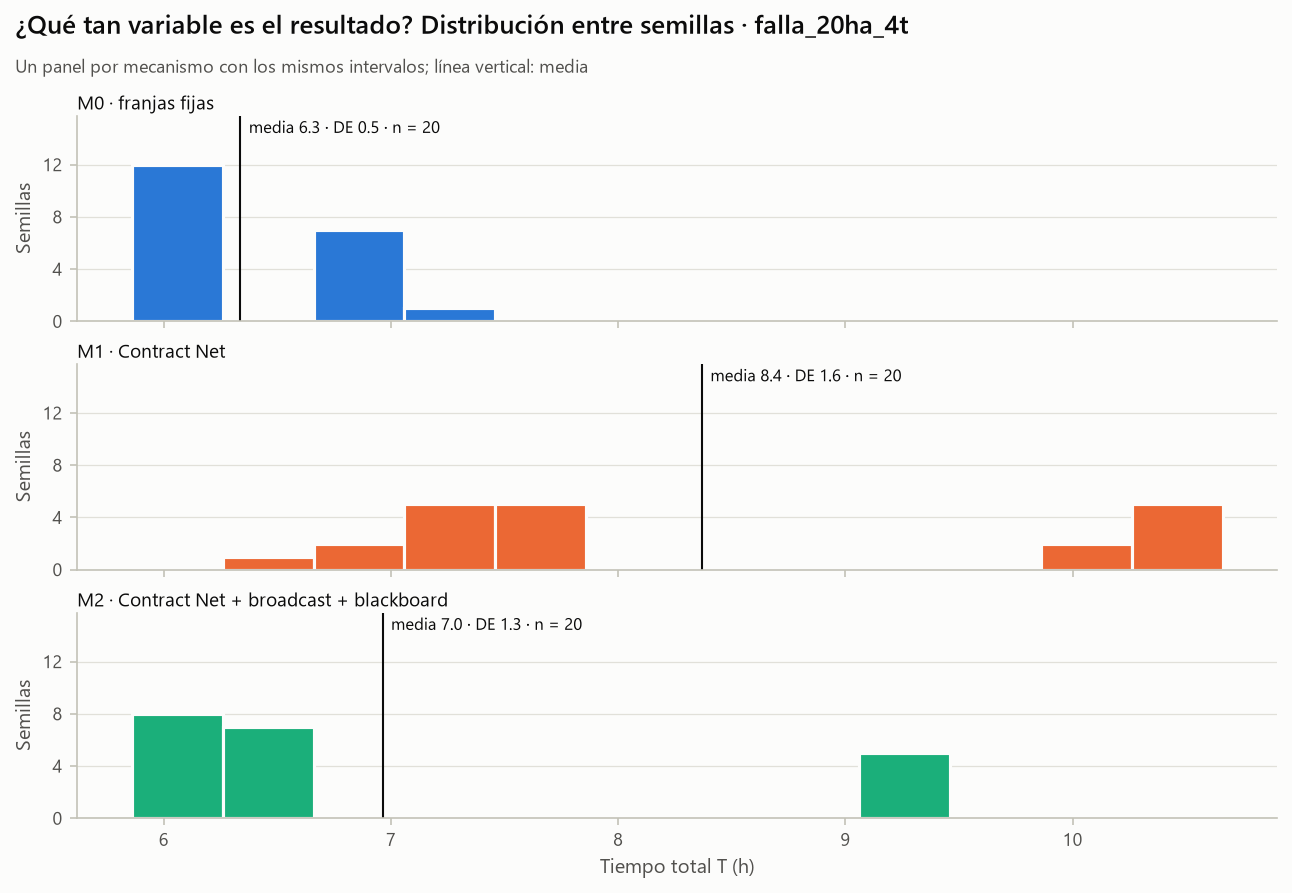 ¿Qué tan variable es el resultado? Distribución entre semillas · falla_20ha_4t
Un panel por mecanismo con los mismos intervalos; línea vertical: media
M0 · franjas fijas
media 6.3 · DE 0.5 · n = 20
Semillas
12
8
4
0
M1 · Contract Net
media 8.4 · DE 1.6 · n = 20
Semillas
12
8
4
0
M2 · Contract Net + broadcast + blackboard
media 7.0 · DE 1.3 · n = 20
Semillas
12
8
4
0
6 7 8 9 10
Tiempo total T (h)